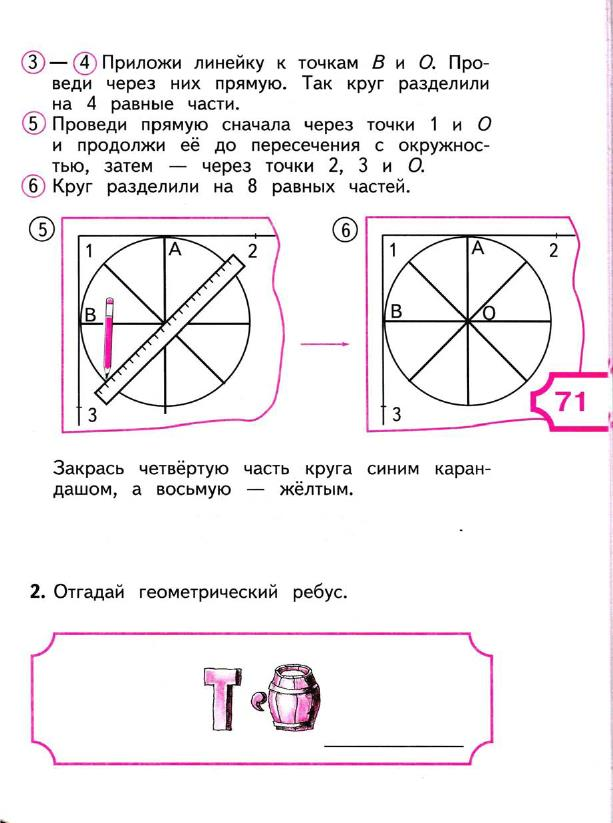 3 — 4 Приложи линейку к точкам В и О. Про-
веди через них прямую. Так круг разделили
на 4 равные части.
5 Проведи прямую сначала через точки 1 и О
и продолжи её до пересечения с окружнос-
тью, затем — через точки 2, 3 и О.
6 Круг разделили на 8 равных частей.
5
1 А 2
В
3
6
1 А 2
В О
3
71
Закрась четвёртую часть круга синим каран-
дашом, а восьмую — жёлтым.
2. Отгадай геометрический ребус.
Т ,